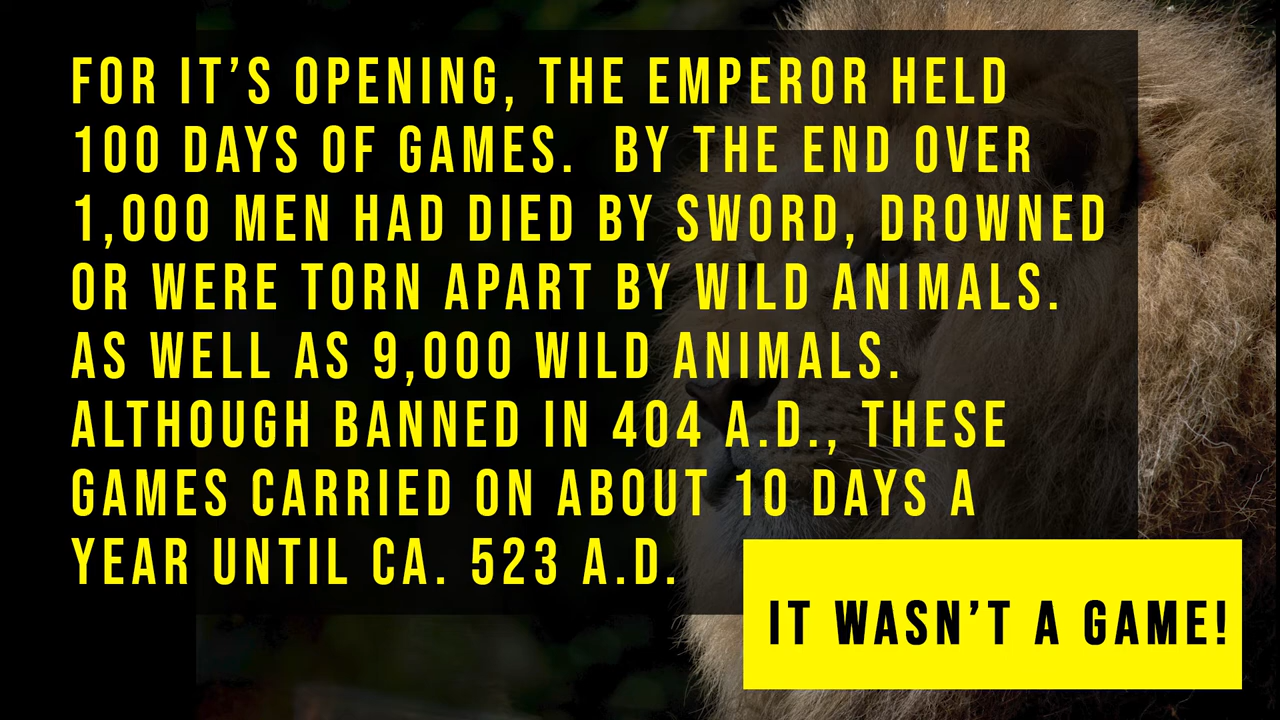 FOR IT’S OPENING, THE EMPEROR HELD
100 DAYS OF GAMES. BY THE END OVER
1,000 MEN HAD DIED BY SWORD, DROWNED
OR WERE TORN APART BY WILD ANIMALS.
AS WELL AS 9,000 WILD ANIMALS.
ALTHOUGH BANNED IN 404 A.D., THESE
GAMES CARRIED ON ABOUT 10 DAYS A
YEAR UNTIL CA. 523 A.D.
IT WASN’T A GAME!